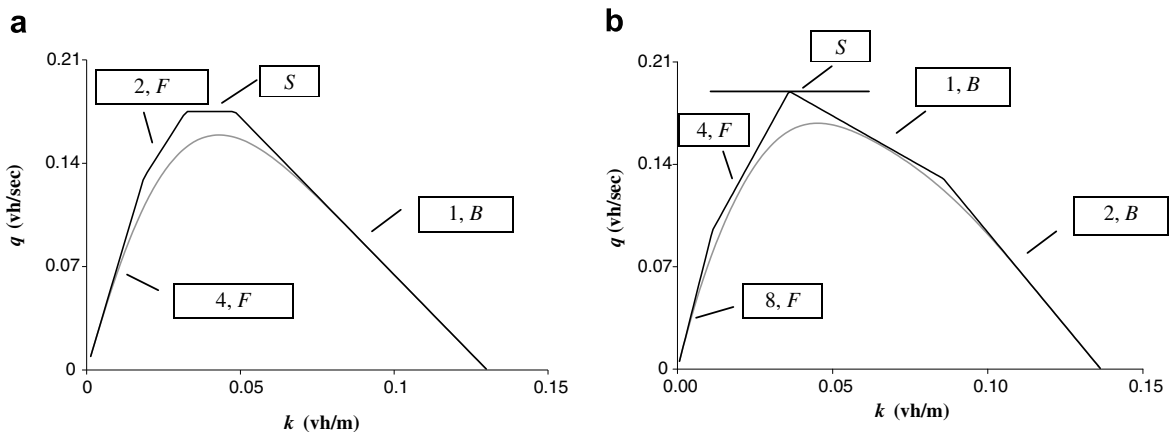 a
0.21
0.14
0.07
0
q (vh/sec)
2, F
S
1, B
4, F
0
0.05
0.1
0.15
k (vh/m)
b
0.21
0.14
0.07
0
q (vh/sec)
S
1, B
4, F
2, B
8, F
0.00
0.05
0.10
0.15
k (vh/m)